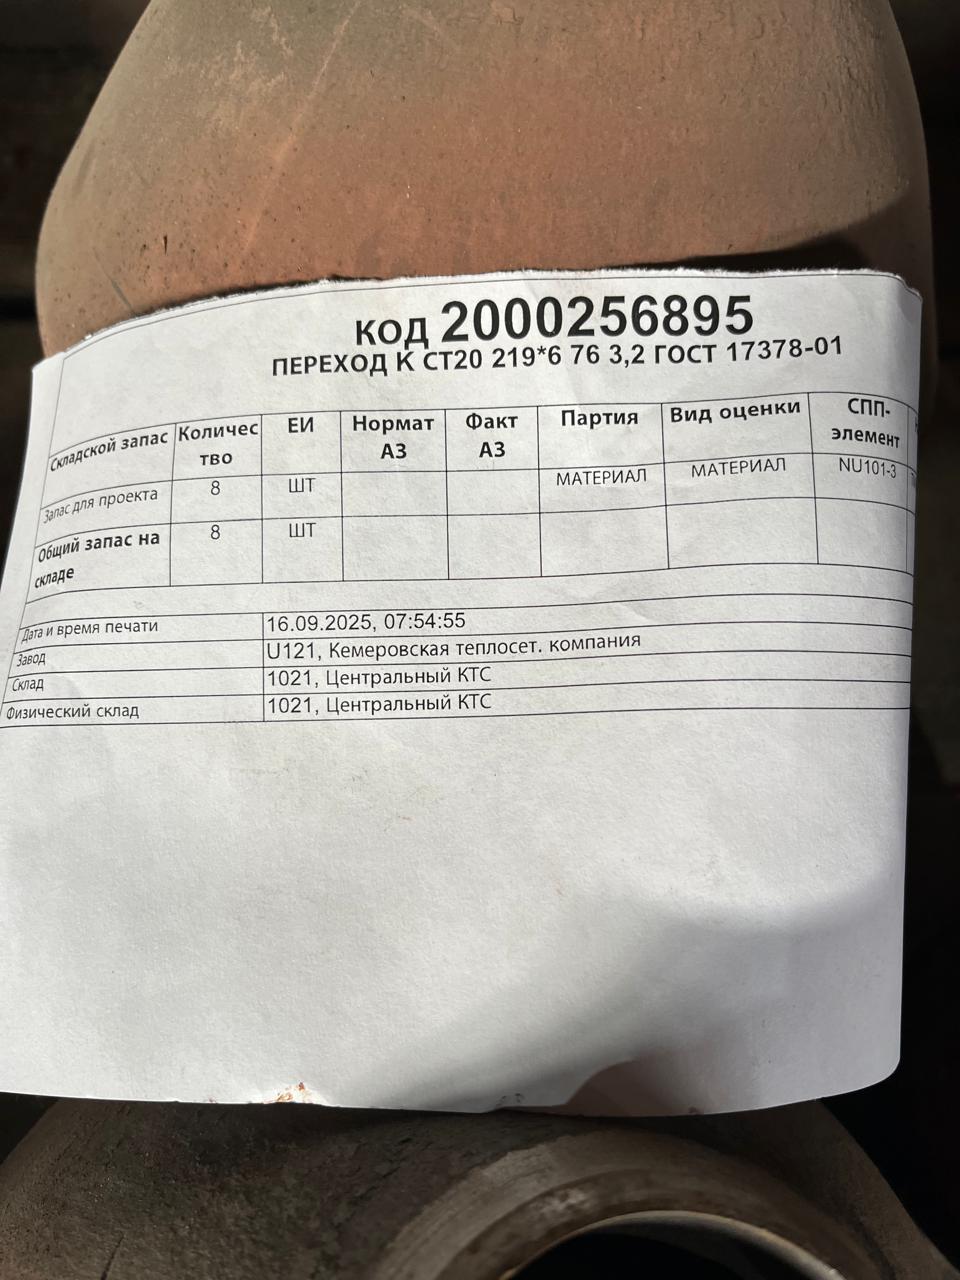 КОД 2000256895
ПЕРЕХОД К СТ20 219*6 76 3,2 ГОСТ 17378-01
Складской запас Количес тво ЕИ Нормат АЗ Факт АЗ Партия Вид оценки СПП-элемент
Запас для проекта 8 ШТ МАТЕРИАЛ МАТЕРИАЛ NU101-3
Общий запас на складе 8 ШТ
Дата и время печати 16.09.2025, 07:54:55
Завод U121, Кемеровская теплосет. компания
Склад 1021, Центральный КТС
Физический склад 1021, Центральный КТС